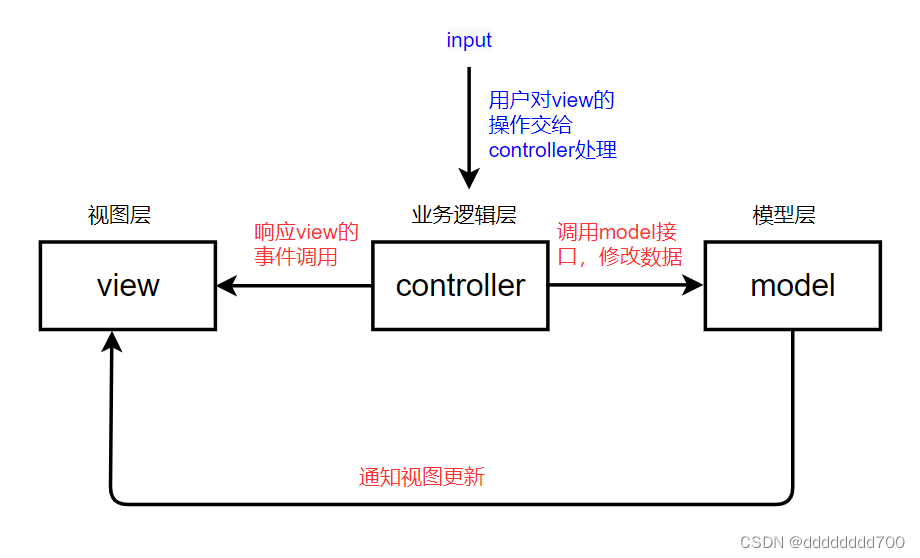 input
用户对view的
操作交给
controller处理
视图层
业务逻辑层
模型层
响应view的
事件调用
调用model接
口，修改数据
view
controller
model
通知视图更新
CSDN @dddddddd700